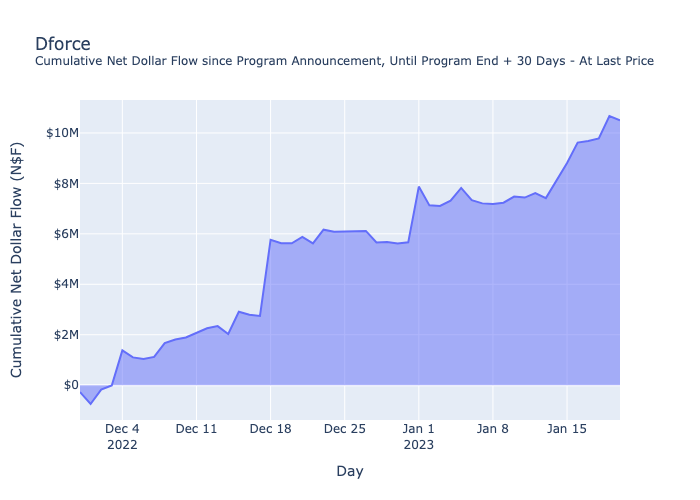 Dforce
Cumulative Net Dollar Flow since Program Announcement, Until Program End + 30 Days - At Last Price
Cumulative Net Dollar Flow (N$F)
$10M
$8M
$6M
$4M
$2M
$0
Dec 4 Dec 11 Dec 18 Dec 25 Jan 1 Jan 8 Jan 15
2022 2023
Day